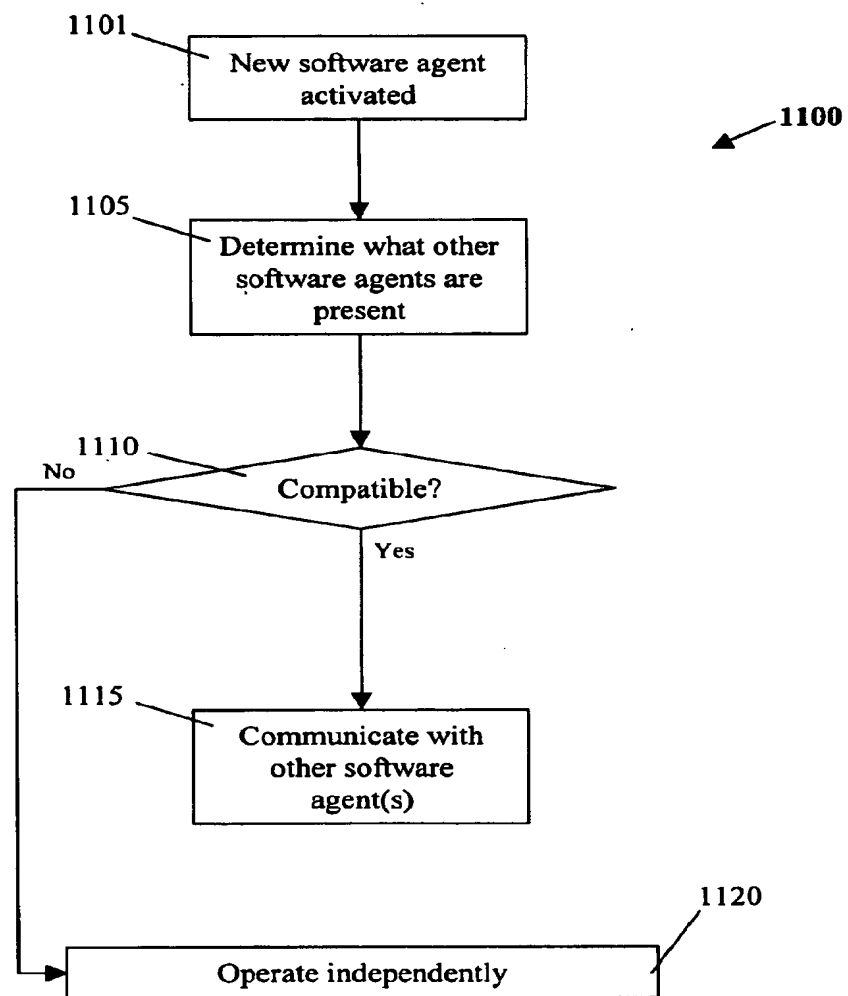 1101
New software agent
activated
1100
1105
Determine what other
software agents are
present
1110
No
Compatible?
Yes
1115
Communicate with
other software
agent(s)
1120
Operate independently